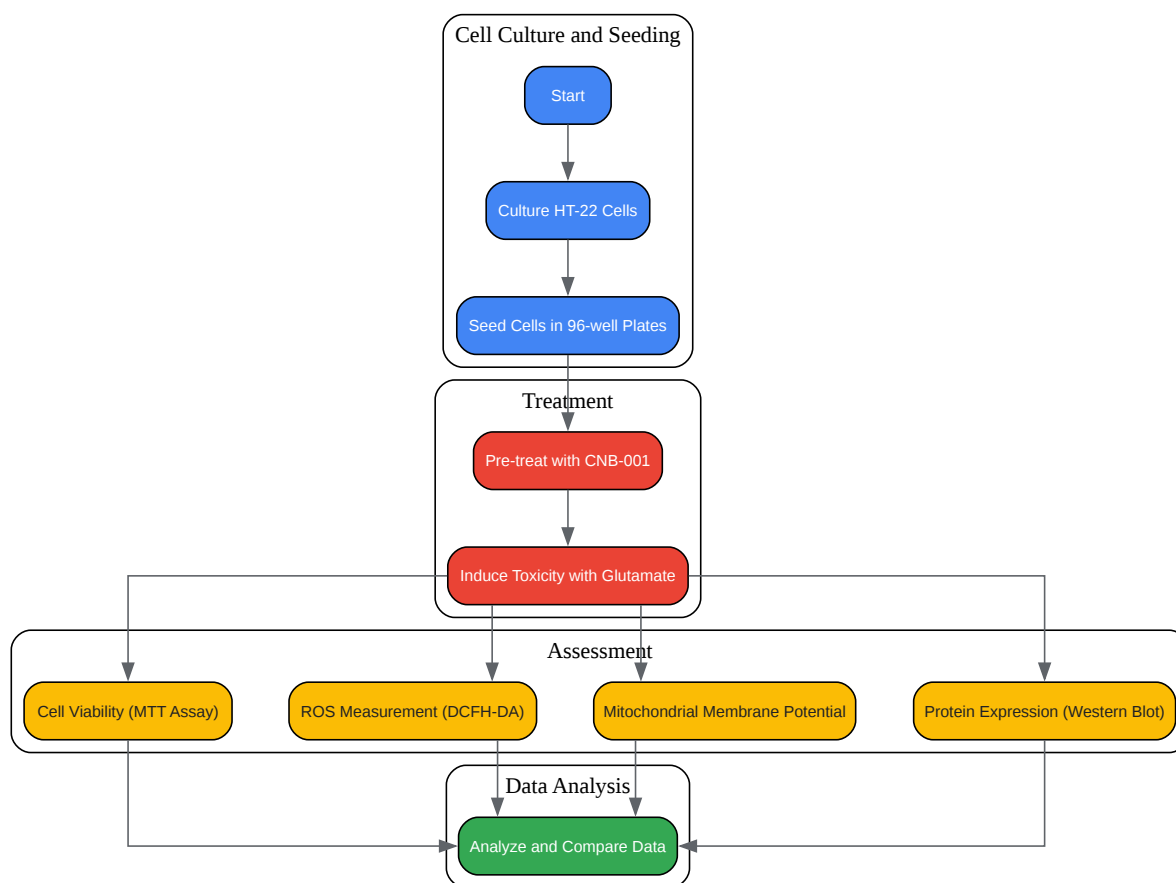 Cell Culture and Seeding
Start
Culture HT-22 Cells
Seed Cells in 96-well Plates
Treatment
Pre-treat with CNB-001
Induce Toxicity with Glutamate
Assessment
Cell Viability (MTT Assay)
ROS Measurement (DCFH-DA)
Mitochondrial Membrane Potential
Protein Expression (Western Blot)
Data Analysis
Analyze and Compare Data